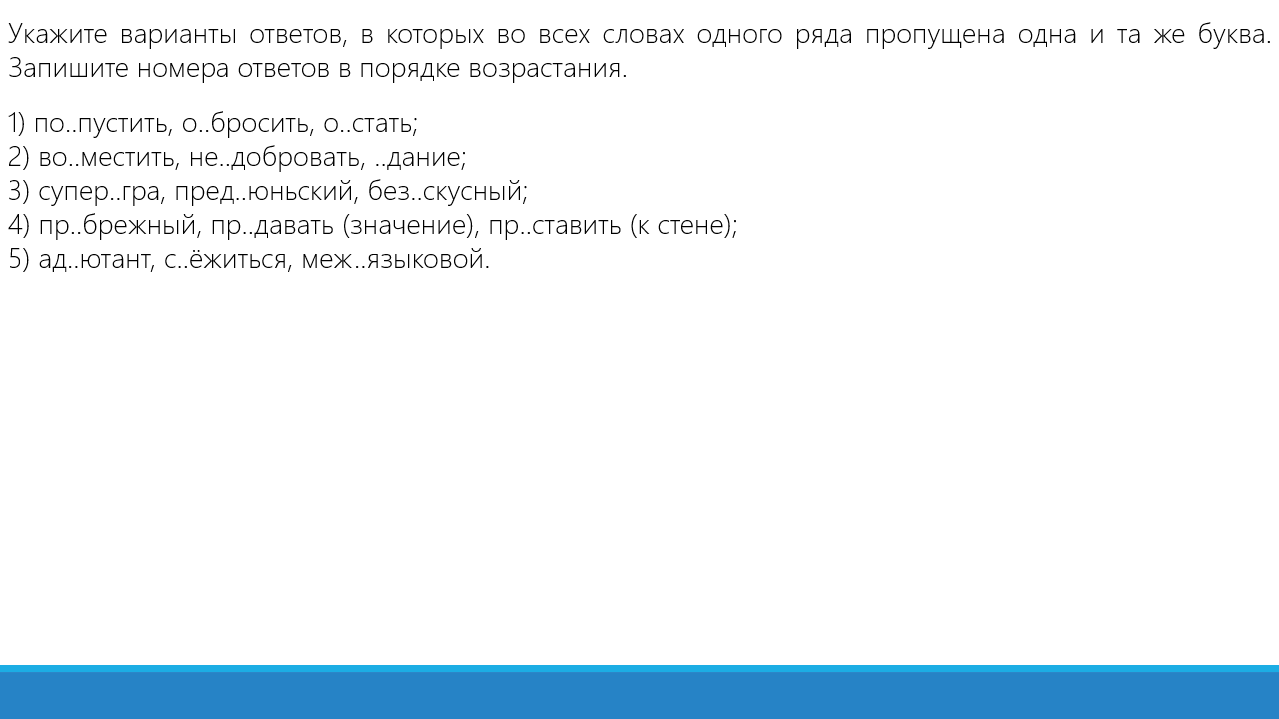 Укажите варианты ответов, в которых во всех словах одного ряда пропущена одна и та же буква.
Запишите номера ответов в порядке возрастания.
1) по..пустить, о..бросить, о..стать;
2) во..местить, не..добровать, ..дание;
3) супер..гра, пред..юньский, без..скусный;
4) пр..брежный, пр..давать (значение), пр..ставить (к стене);
5) ад..ютант, с..ёжиться, меж..языковой.